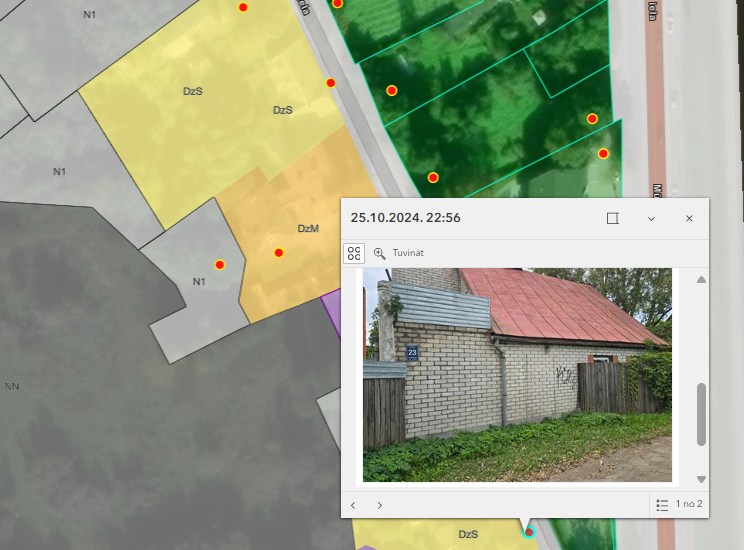 N1
DzS
DzS
N1
DzM
N1
NN
25.10.2024. 22:56
Tuvināt
23
1 no 2
DzS